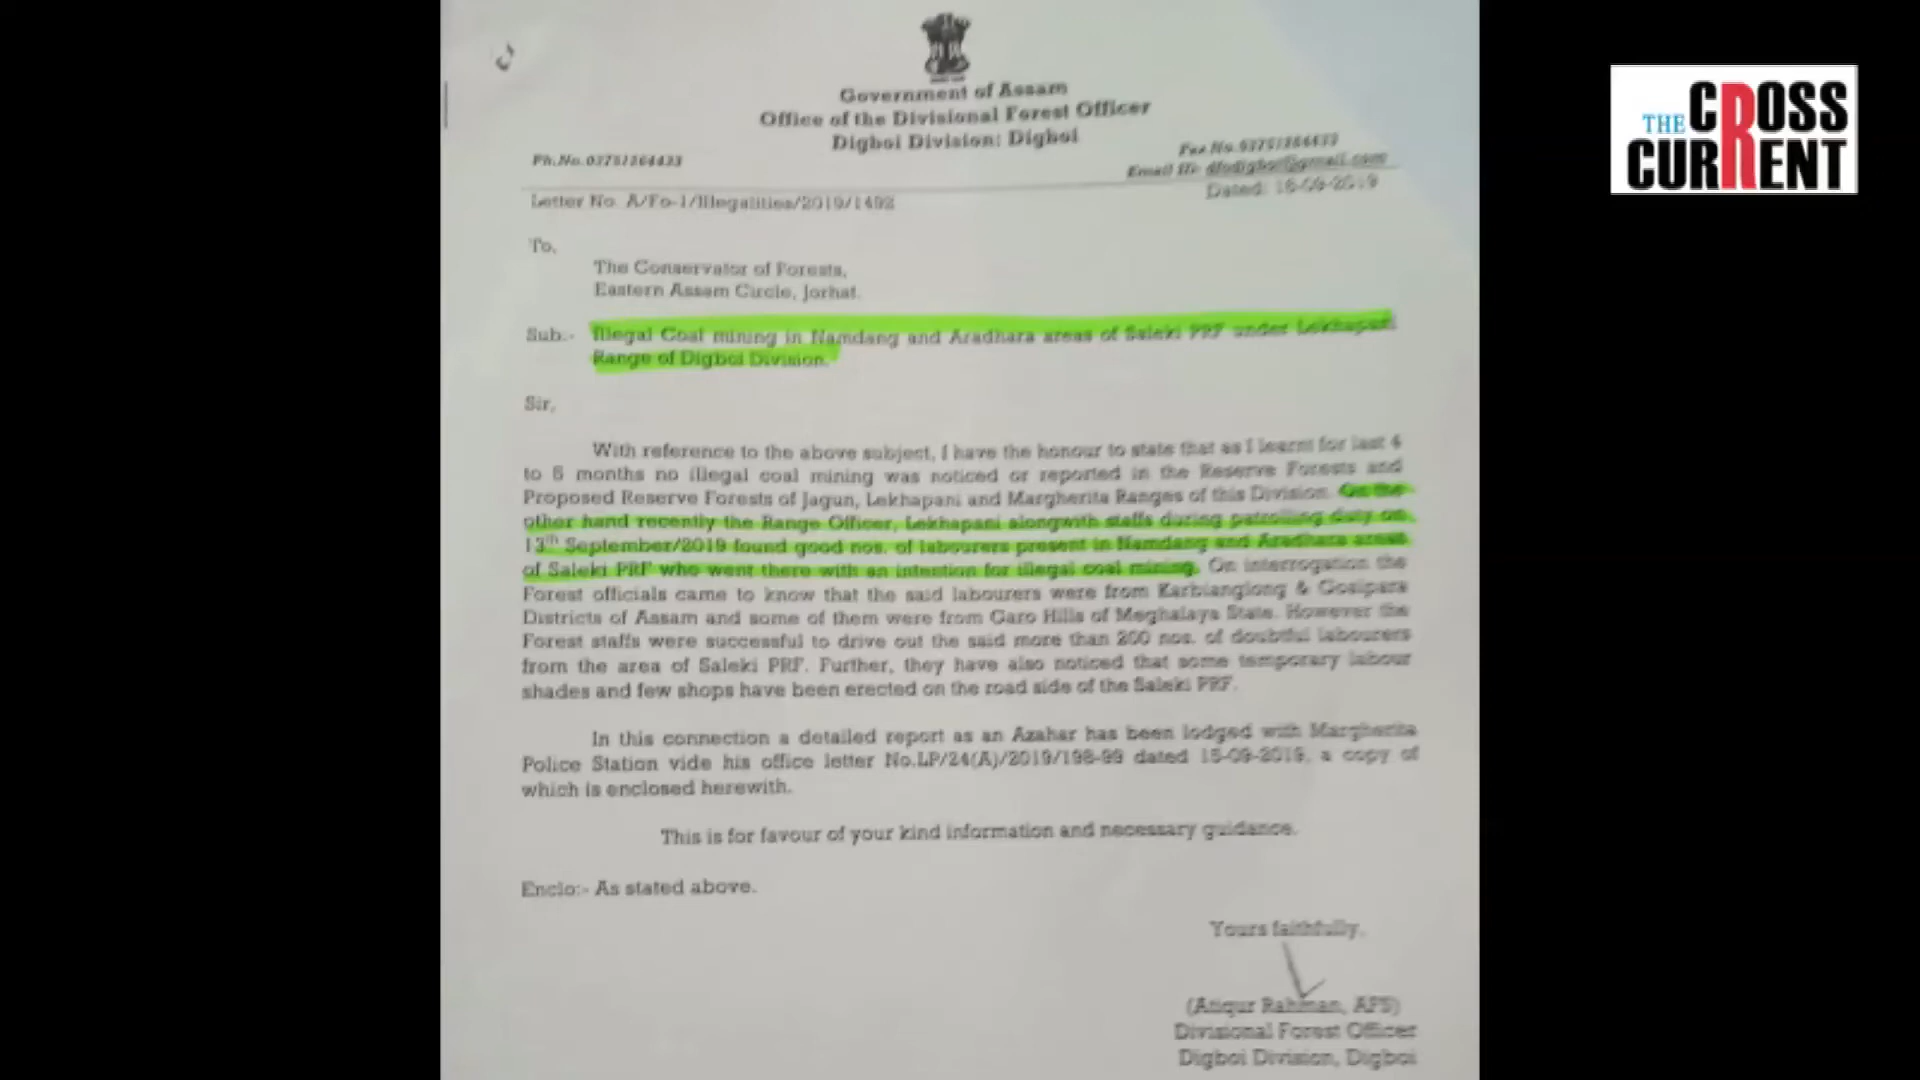 Government of Assam
Office of the Divisional Forest Officer
Digboi Division: Digboi
Ph.No.03751264433
Fax No.03751264433
Email ID: dfodigboi@gmail.com
Dated: 16-09-2019
Letter No. A/Fo-1/Illegalities/2019/1492
To,
The Conservator of Forests,
Eastern Assam Circle, Jorhat.
Sub:- Illegal Coal mining in Namdang and Aradhara areas of Saleki PRF under Lekhapani
Range of Digboi Division.
Sir,
With reference to the above subject, I have the honour to state that as I learnt for last 4
to 5 months no illegal coal mining was noticed or reported in the Reserve Forests and
Proposed Reserve Forests of Jagun, Lekhapani and Margherita Ranges of this Division. On the
other hand recently the Range Officer, Lekhapani alongwith staffs during patrolling duty on
13th September/2019 found good nos. of labourers present in Namdang and Aradhara areas
of Saleki PRF who went there with an intention for illegal coal mining. On interrogation the
Forest officials came to know that the said labourers were from Karbianglong & Goalpara
Districts of Assam and some of them were from Garo Hills of Meghalaya State. However the
Forest staffs were successful to drive out the said more than 200 nos. of doubtful labourers
from the area of Saleki PRF. Further, they have also noticed that some temporary labour
shades and few shops have been erected on the road side of the Saleki PRF.
In this connection a detailed report as an Azahar has been lodged with Margherita
Police Station vide his office letter No.LP/24(A)/2019/198-99 dated 15-09-2019, a copy of
which is enclosed herewith.
This is for favour of your kind information and necessary guidance.
Enclo:- As stated above.
Yours faithfully,
(Atiqur Rahman, AFS)
Divisional Forest Officer
Digboi Division, Digboi
THE CROSS
CURRENT